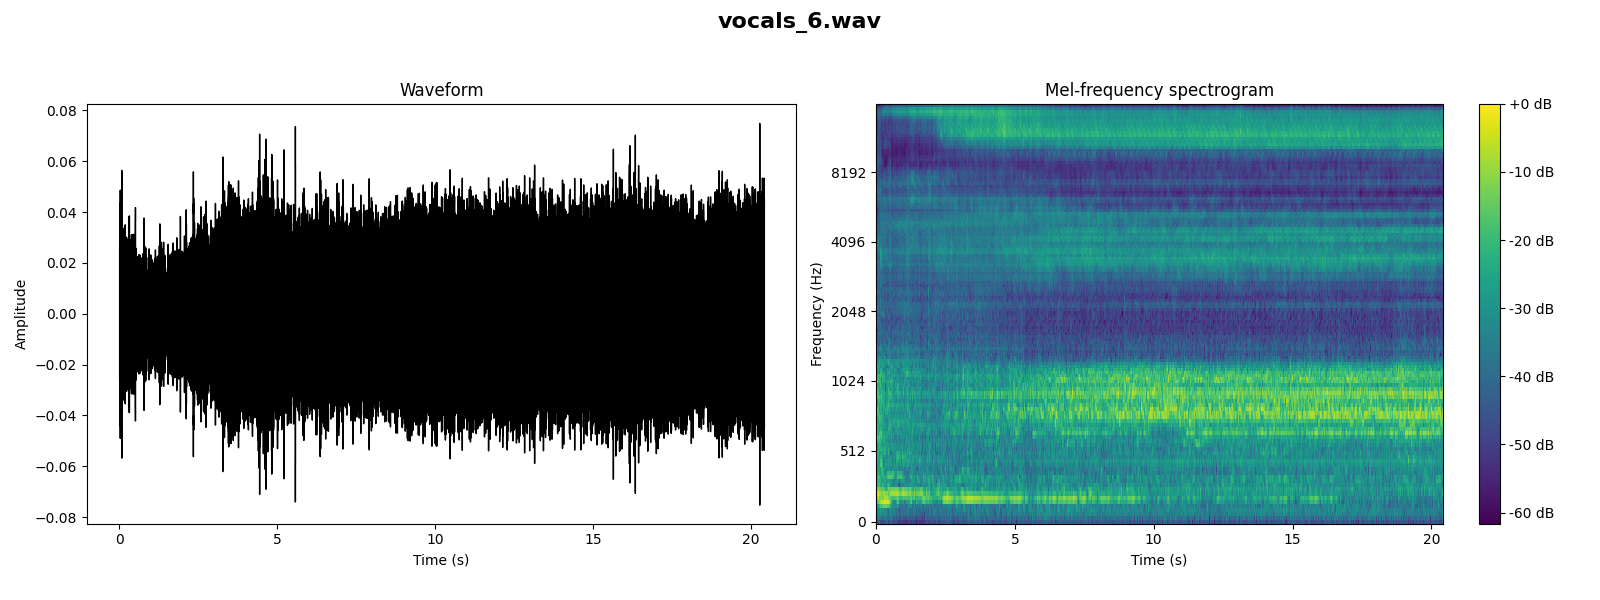 vocals_6.wav
Waveform
Amplitude
0.08
0.06
0.04
0.02
0.00
−0.02
−0.04
−0.06
−0.08
0 5 10 15 20
Time (s)
Mel-frequency spectrogram
Frequency (Hz)
8192
4096
2048
1024
512
0
0 5 10 15 20
Time (s)
+0 dB
-10 dB
-20 dB
-30 dB
-40 dB
-50 dB
-60 dB